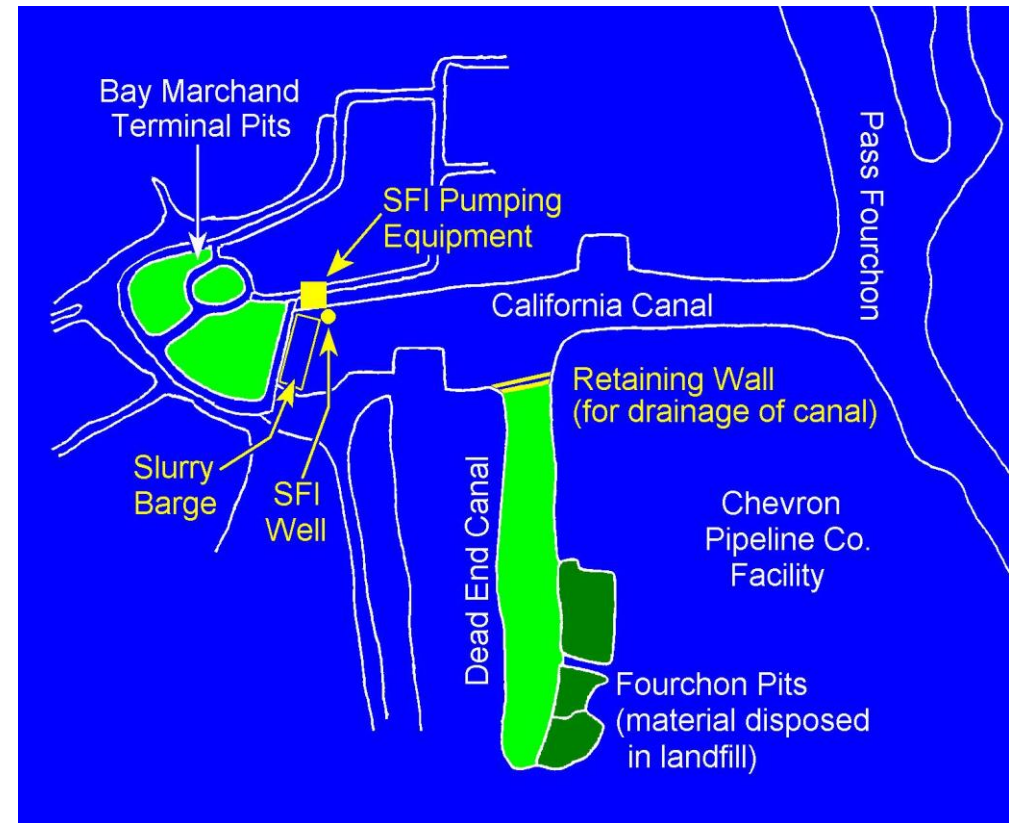 Bay Marchand
Terminal Pits
SFI Pumping
Equipment
Pass Fourchon
California Canal
Retaining Wall
(for drainage of canal)
Slurry
Barge
SFI
Well
Dead End Canal
Chevron
Pipeline Co.
Facility
Fourchon Pits
(material disposed
in landfill)